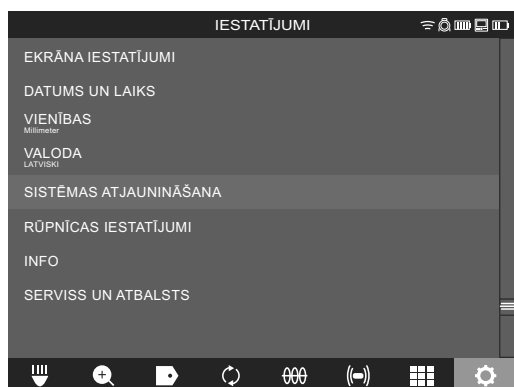 IESTATĪJUMI
EKRĀNA IESTATĪJUMI
DATUMS UN LAIKS
VIENĪBAS
Millimeter
VALODA
LATVISKI
SISTĒMAS ATJAUNINĀŠANA
RŪPNĪCAS IESTATĪJUMI
INFO
SERVISS UN ATBALSTS